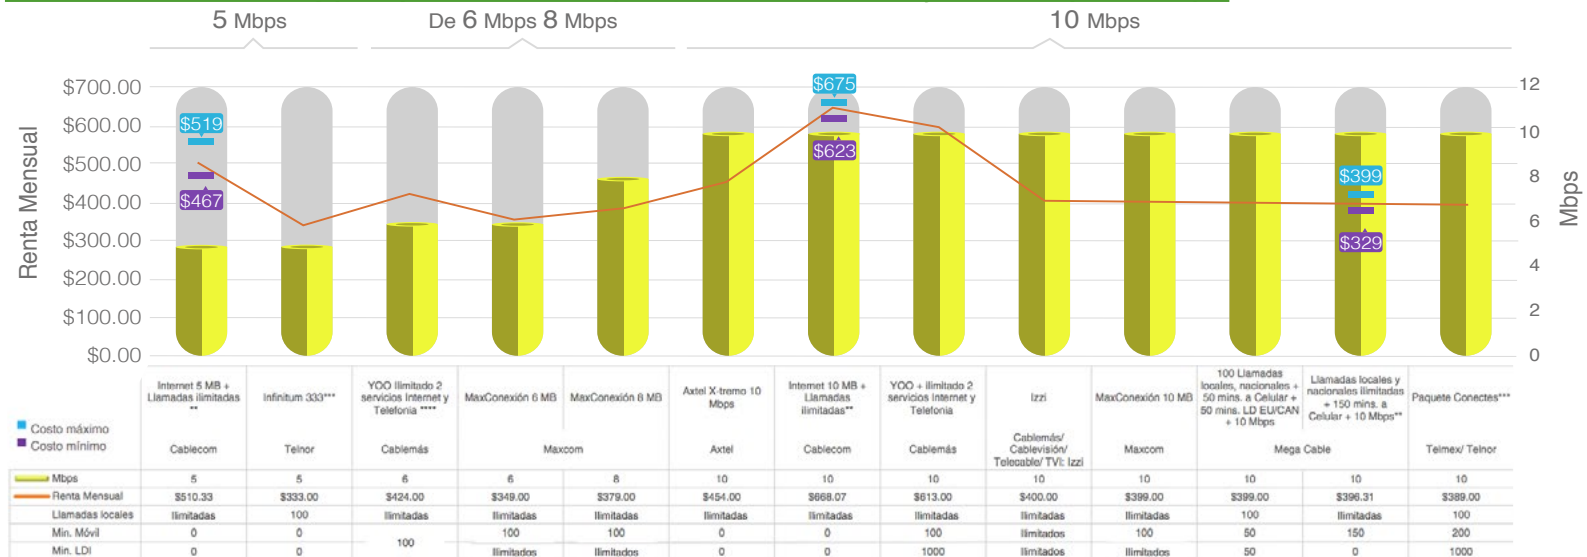 5 Mbps
De 6 Mbps 8 Mbps
10 Mbps
Renta Mensual
$700.00
$600.00
$500.00
$400.00
$300.00
$200.00
$100.00
$0.00
$519
$467
$675
$623
$399
$329
12
10
8
6
4
2
0
Mbps
Costo máximo
Costo mínimo
Internet 5 MB +
Llamadas ilimitadas
**
Cablecom
Infinitum 333***
Telnor
YOO Ilimitado 2
servicios Internet y
Telefonia ****
Cablemás
MaxConexión 6 MB
MaxConexión 8 MB
Maxcom
Axtel X-tremo 10
Mbps
Axtel
Internet 10 MB +
Llamadas
ilimitadas**
Cablecom
YOO + ilimitado 2
servicios Internet y
Telefonia
Cablemás
Izzi
Cablemás/
Cablevisión/
Telecable/ TVI: Izzi
MaxConexión 10 MB
Maxcom
100 Llamadas
locales, nacionales +
50 mins. a Celular +
50 mins. LD EU/CAN
+ 10 Mbps
Llamadas locales y
nacionales ilimitadas
+ 150 mins. a
Celular + 10 Mbps**
Mega Cable
Paquete Conectes***
Telmex/ Telnor
Mbps 5 5 6 6 8 10 10 10 10 10 10 10 10
Renta Mensual $510.33 $333.00 $424.00 $349.00 $379.00 $454.00 $668.07 $613.00 $400.00 $399.00 $399.00 $396.31 $389.00
Llamadas locales Ilimitadas 100 Ilimitadas Ilimitadas Ilimitadas Ilimitadas Ilimitadas Ilimitadas Ilimitadas Ilimitadas 100 Ilimitadas 100
Min. Móvil 0 0 100 100 100 0 0 100 Ilimitados 100 50 150 200
Min. LDI 0 0 Ilimitados Ilimitados 0 0 1000 Ilimitados Ilimitados 50 0 1000